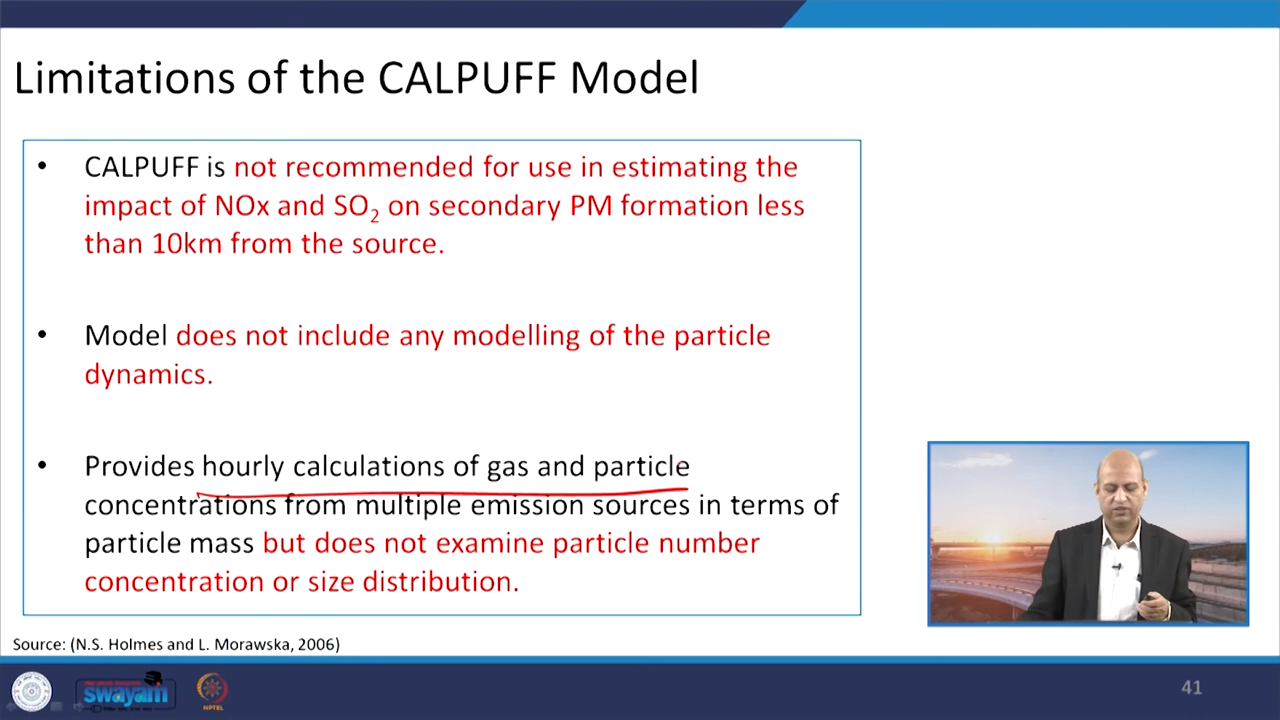 Limitations of the CALPUFF Model
• CALPUFF is not recommended for use in estimating the
impact of NOx and SO₂ on secondary PM formation less
than 10km from the source.
• Model does not include any modelling of the particle
dynamics.
• Provides hourly calculations of gas and particle
concentrations from multiple emission sources in terms of
particle mass but does not examine particle number
concentration or size distribution.
Source: (N.S. Holmes and L. Morawska, 2006)
swayam
NPTEL
41